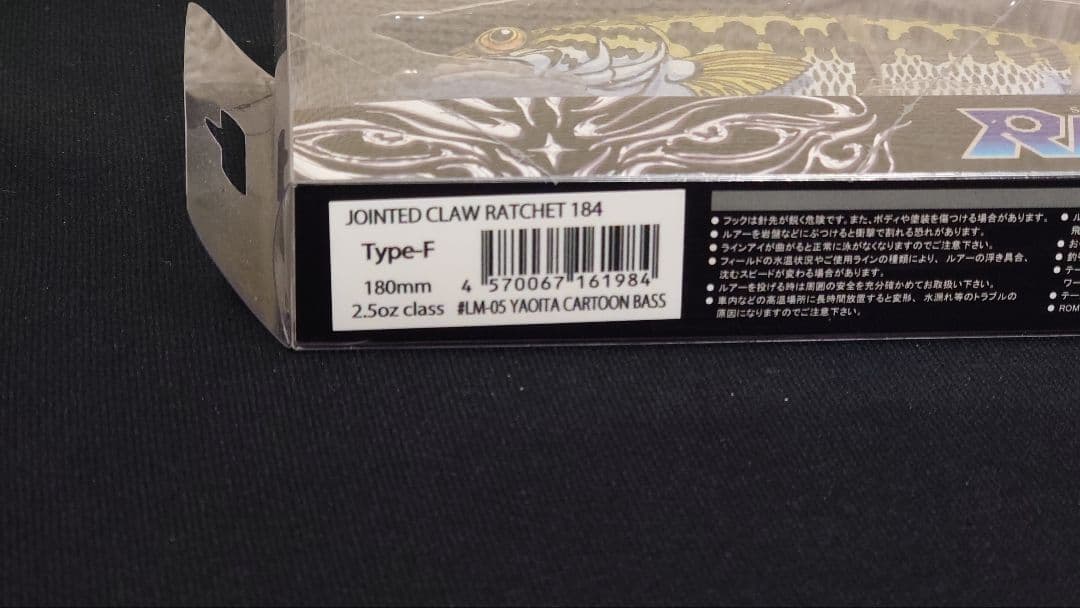 JOINTED CLAW RATCHET 184
Type-F
180mm
2.5oz class
4 570067 161984
#LM-05 YAOITA CARTOON BASS
● フックは針先が鋭く危険です。また、ボディや塗装を傷つける場合があります。
● ルアーを岩盤などにぶつけると衝撃で割れる恐れがあります。
● ラインアイが曲がると正常に泳がなくなりますのでご注意下さい。
● フィールドの水温状況やご使用ラインの種類により、ルアーの浮き具合、
沈むスピードが変わる場合があります。
● ルアーを投げる時は周囲の安全を充分確かめてお取扱い下さい。
● 車内などの高温場所に長時間放置すると変形、水漏れ等のトラブルの
原因になりますのでご注意下さい。